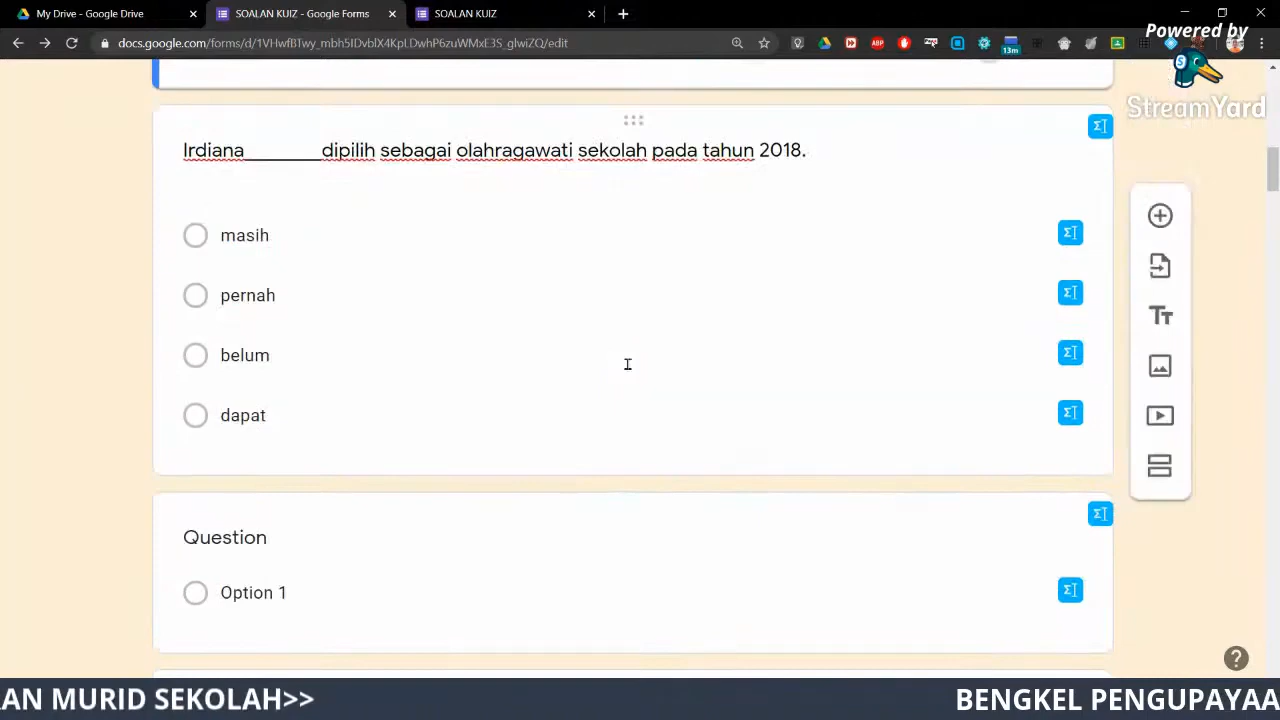 My Drive - Google Drive
SOALAN KUIZ - Google Forms
SOALAN KUIZ
docs.google.com/forms/d/1VHwfBTwy_mbh5IDvblX4KpLDwhP6zuWMxE3S_glwiZQ/edit
ABP
13m
Powered by
StreamYard
Irdiana________dipilih sebagai olahragawati sekolah pada tahun 2018.
masih
pernah
belum
dapat
Question
Option 1
AN MURID SEKOLAH>> BENGKEL PENGUPAYAA